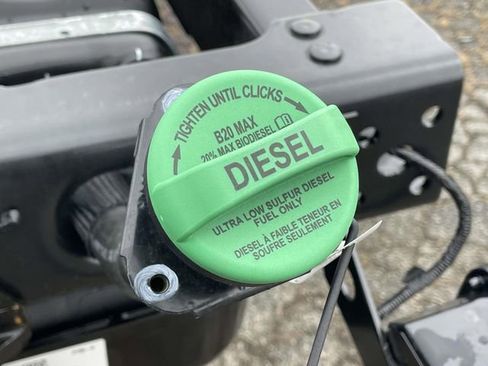 TIGHTEN UNTIL CLICKS
B20 MAX
20% MAX BIODIESEL
DIESEL
ULTRA LOW SULFUR DIESEL
FUEL ONLY
DIESEL À FAIBLE TENEUR EN
SOUFRE SEULEMENT